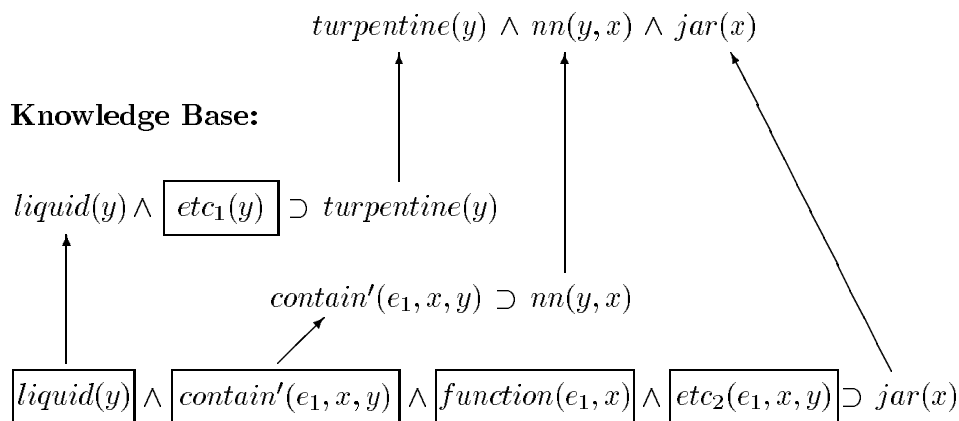 turpentine(y) ∧ nn(y, x) ∧ jar(x)
Knowledge Base:
liquid(y) ∧ etc₁(y) ⊃ turpentine(y)
contain′(e₁, x, y) ⊃ nn(y, x)
liquid(y) ∧ contain′(e₁, x, y) ∧ function(e₁, x) ∧ etc₂(e₁, x, y) ⊃ jar(x)